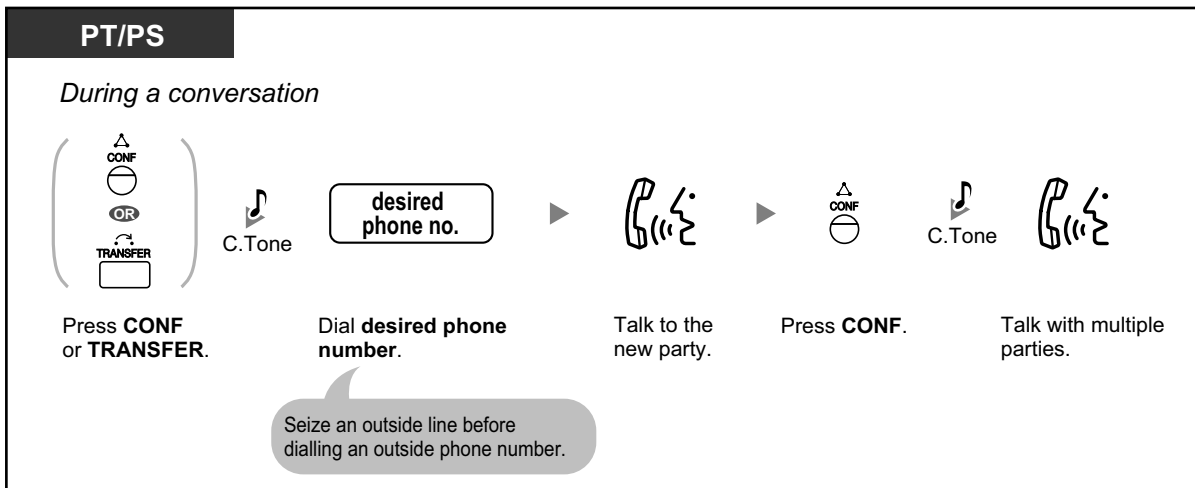 PT/PS
During a conversation
CONF
OR
TRANSFER
C.Tone
desired
phone no.
CONF
C.Tone
Press CONF
or TRANSFER.
Dial desired phone
number.
Talk to the
new party.
Press CONF.
Talk with multiple
parties.
Seize an outside line before
dialling an outside phone number.